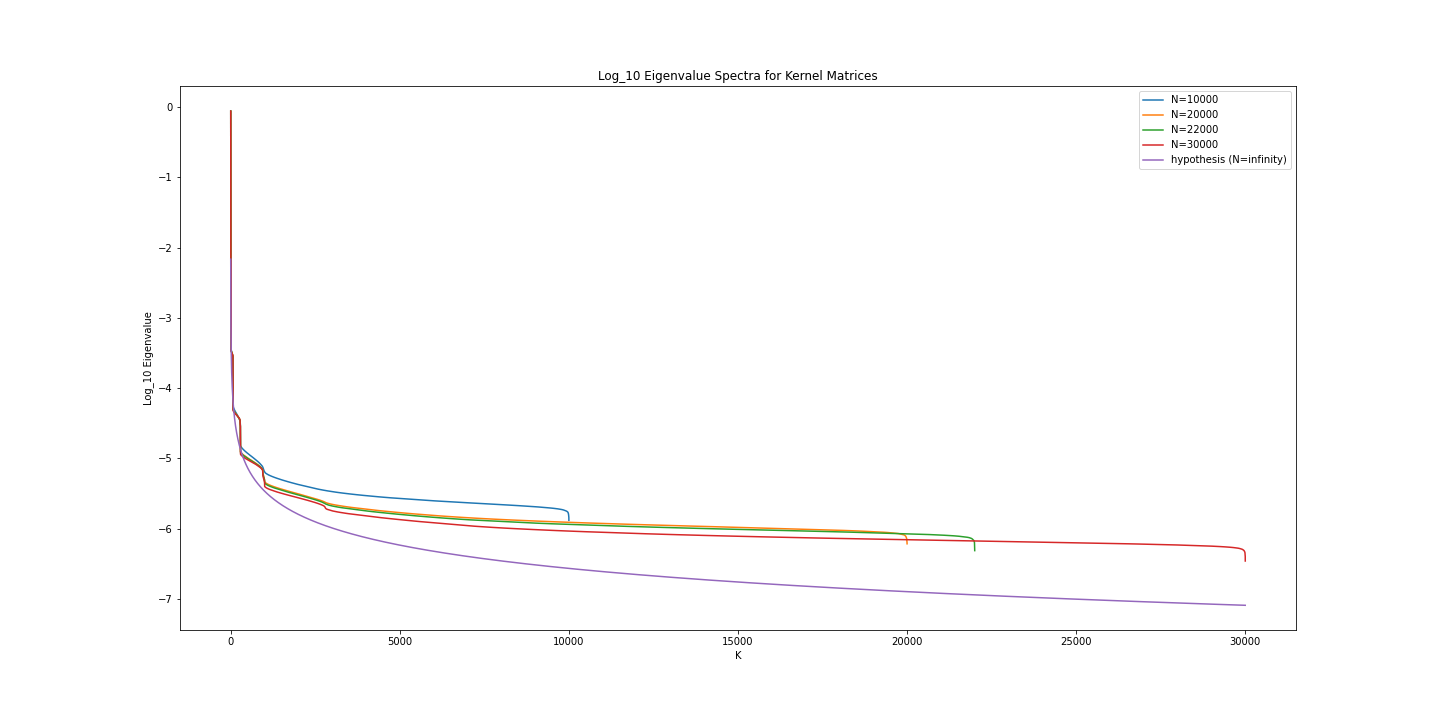 Log_10 Eigenvalue Spectra for Kernel Matrices
N=10000
N=20000
N=22000
N=30000
hypothesis (N=infinity)
Log_10 Eigenvalue
0
−1
−2
−3
−4
−5
−6
−7
0 5000 10000 15000 20000 25000 30000
K